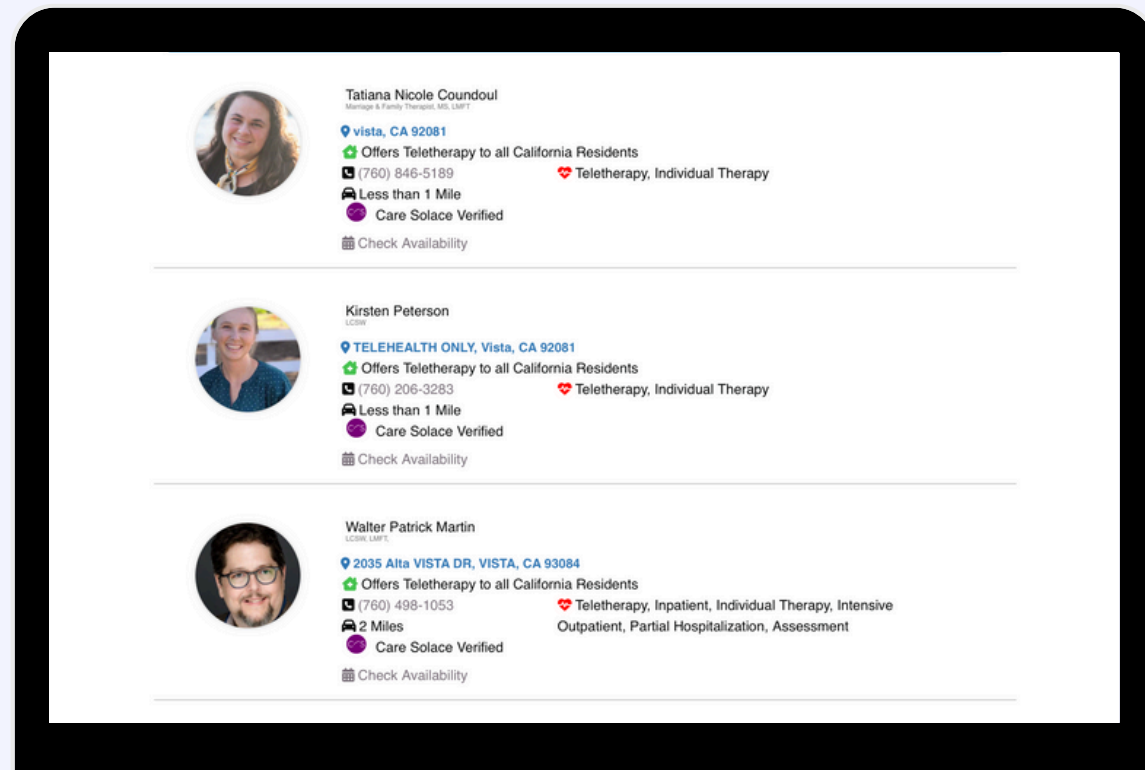 Tatiana Nicole Coundoul
Marriage & Family Therapist, MS, LMFT
vista, CA 92081
Offers Teletherapy to all California Residents
(760) 846-5189
Teletherapy, Individual Therapy
Less than 1 Mile
Care Solace Verified
Check Availability
Kirsten Peterson
LCSW
TELEHEALTH ONLY, Vista, CA 92081
Offers Teletherapy to all California Residents
(760) 206-3283
Teletherapy, Individual Therapy
Less than 1 Mile
Care Solace Verified
Check Availability
Walter Patrick Martin
LCSW, LMFT,
2035 Alta VISTA DR, VISTA, CA 93084
Offers Teletherapy to all California Residents
(760) 498-1053
Teletherapy, Inpatient, Individual Therapy, Intensive
Outpatient, Partial Hospitalization, Assessment
2 Miles
Care Solace Verified
Check Availability